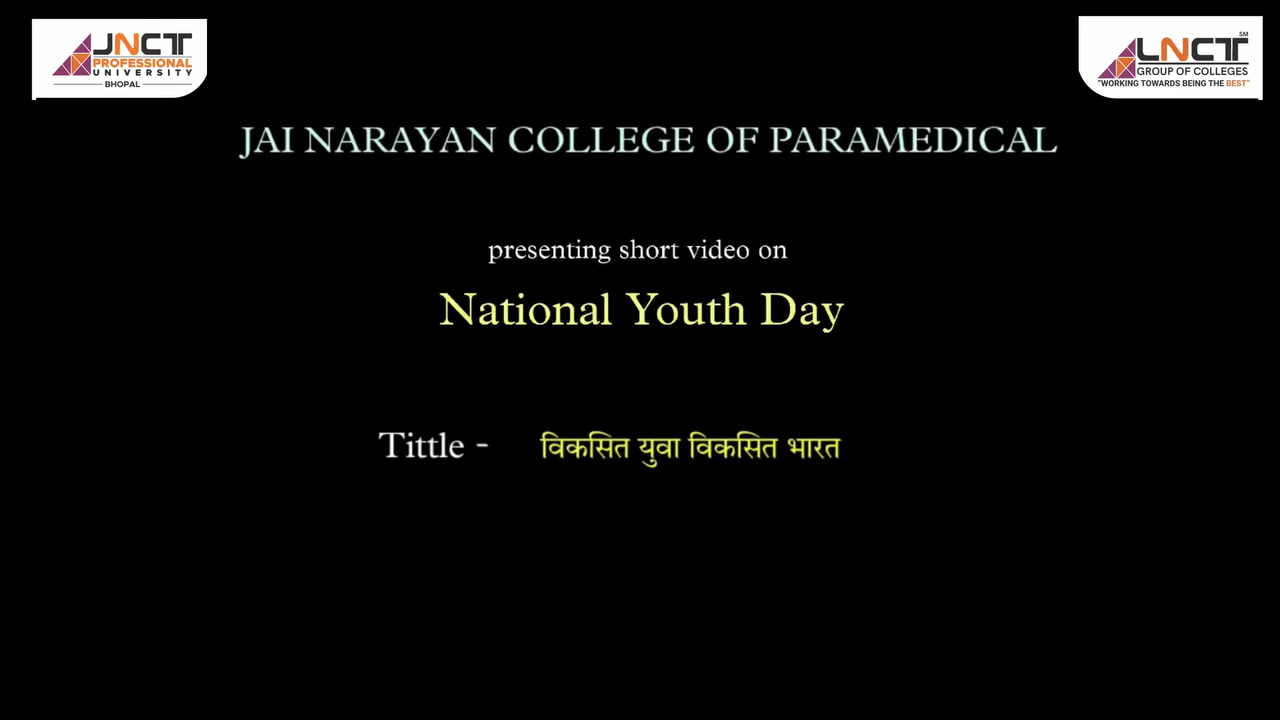 JNCT
PROFESSIONAL
UNIVERSITY
BHOPAL
LNCT SM
GROUP OF COLLEGES
"WORKING TOWARDS BEING THE BEST"
JAI NARAYAN COLLEGE OF PARAMEDICAL
presenting short video on
National Youth Day
Tittle - विकसित युवा विकसित भारत